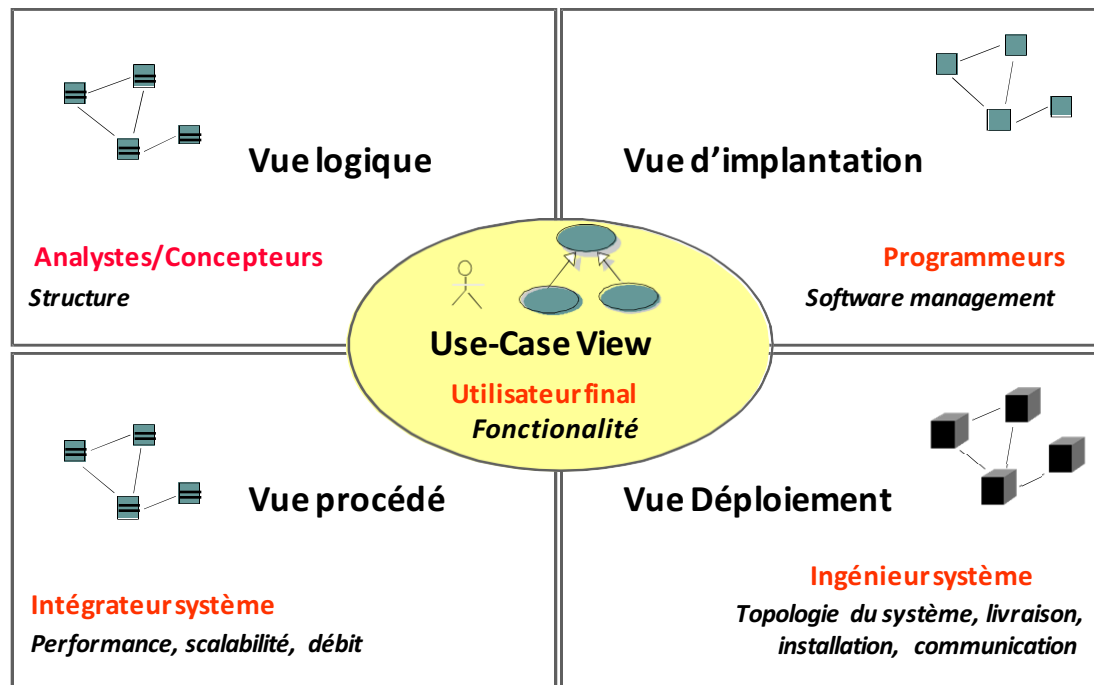 Vue logique
Analystes/Concepteurs
Structure
Vue d’implantation
Programmeurs
Software management
Use-Case View
Utilisateur final
Fonctionalité
Vue procédé
Intégrateur système
Performance, scalabilité, débit
Vue Déploiement
Ingénieur système
Topologie du système, livraison,
installation, communication